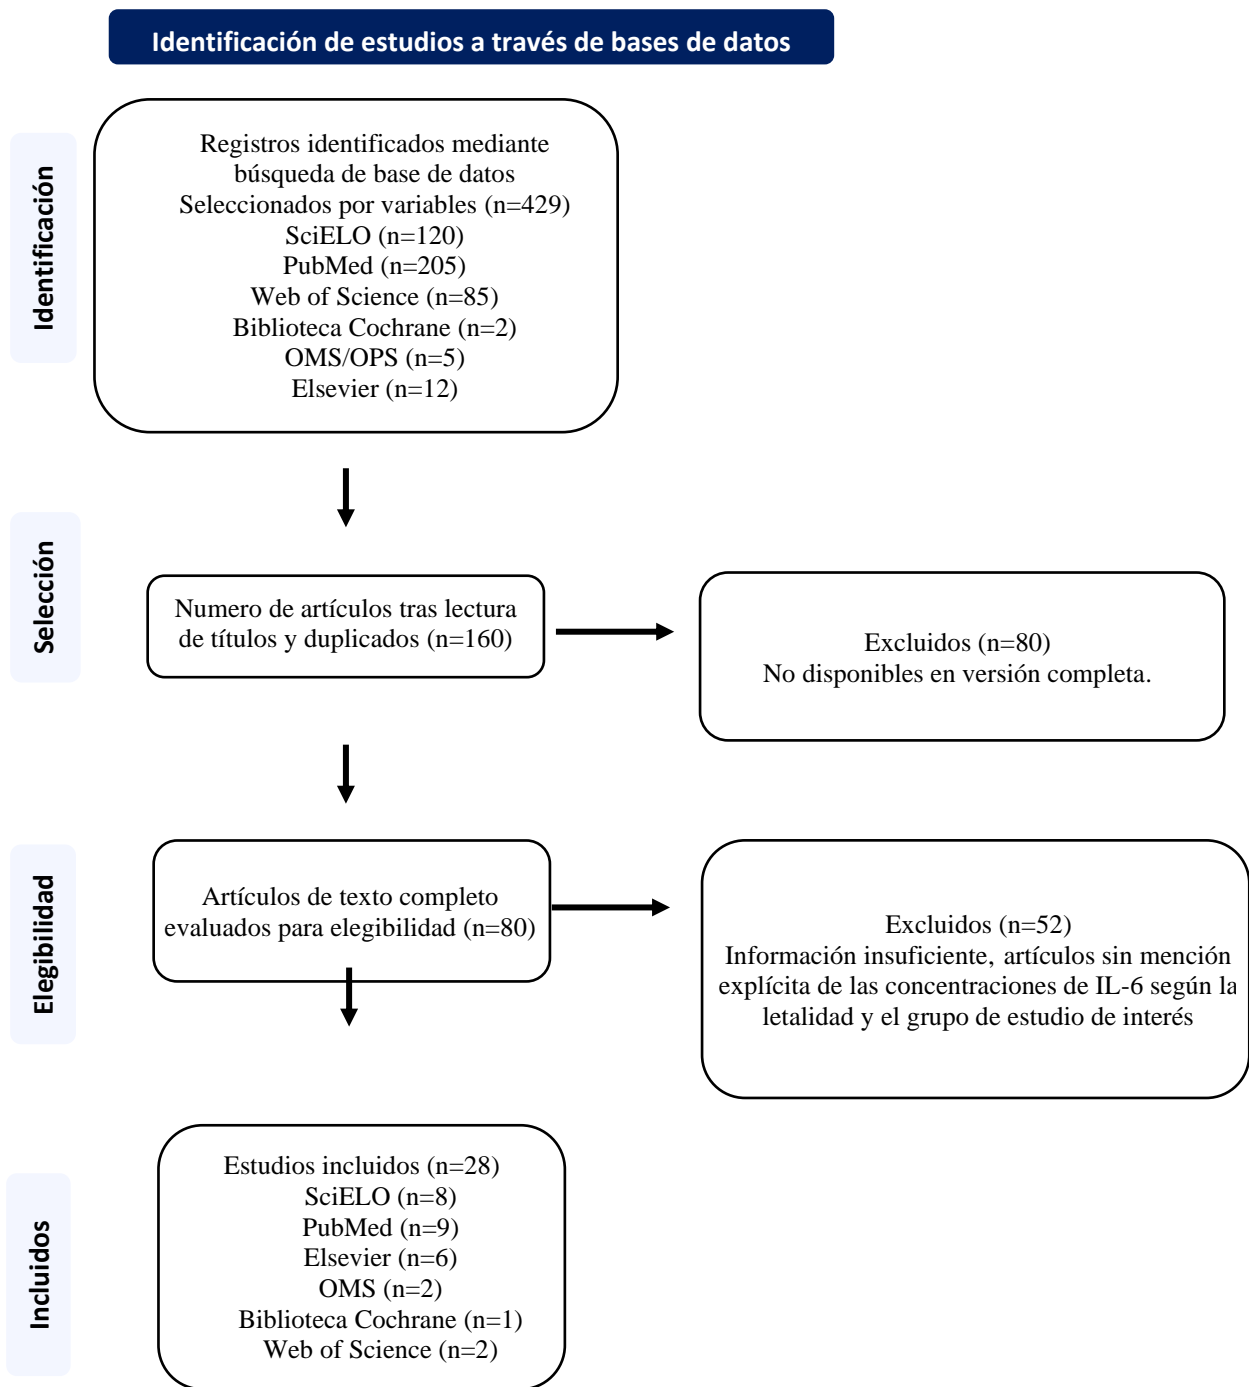 Identificación de estudios a través de bases de datos
Identificación
Registros identificados mediante
búsqueda de base de datos
Seleccionados por variables (n=429)
SciELO (n=120)
PubMed (n=205)
Web of Science (n=85)
Biblioteca Cochrane (n=2)
OMS/OPS (n=5)
Elsevier (n=12)
Selección
Numero de artículos tras lectura
de títulos y duplicados (n=160)
Excluidos (n=80)
No disponibles en versión completa.
Elegibilidad
Artículos de texto completo
evaluados para elegibilidad (n=80)
Excluidos (n=52)
Información insuficiente, artículos sin mención
explícita de las concentraciones de IL-6 según la
letalidad y el grupo de estudio de interés
Incluidos
Estudios incluidos (n=28)
SciELO (n=8)
PubMed (n=9)
Elsevier (n=6)
OMS (n=2)
Biblioteca Cochrane (n=1)
Web of Science (n=2)